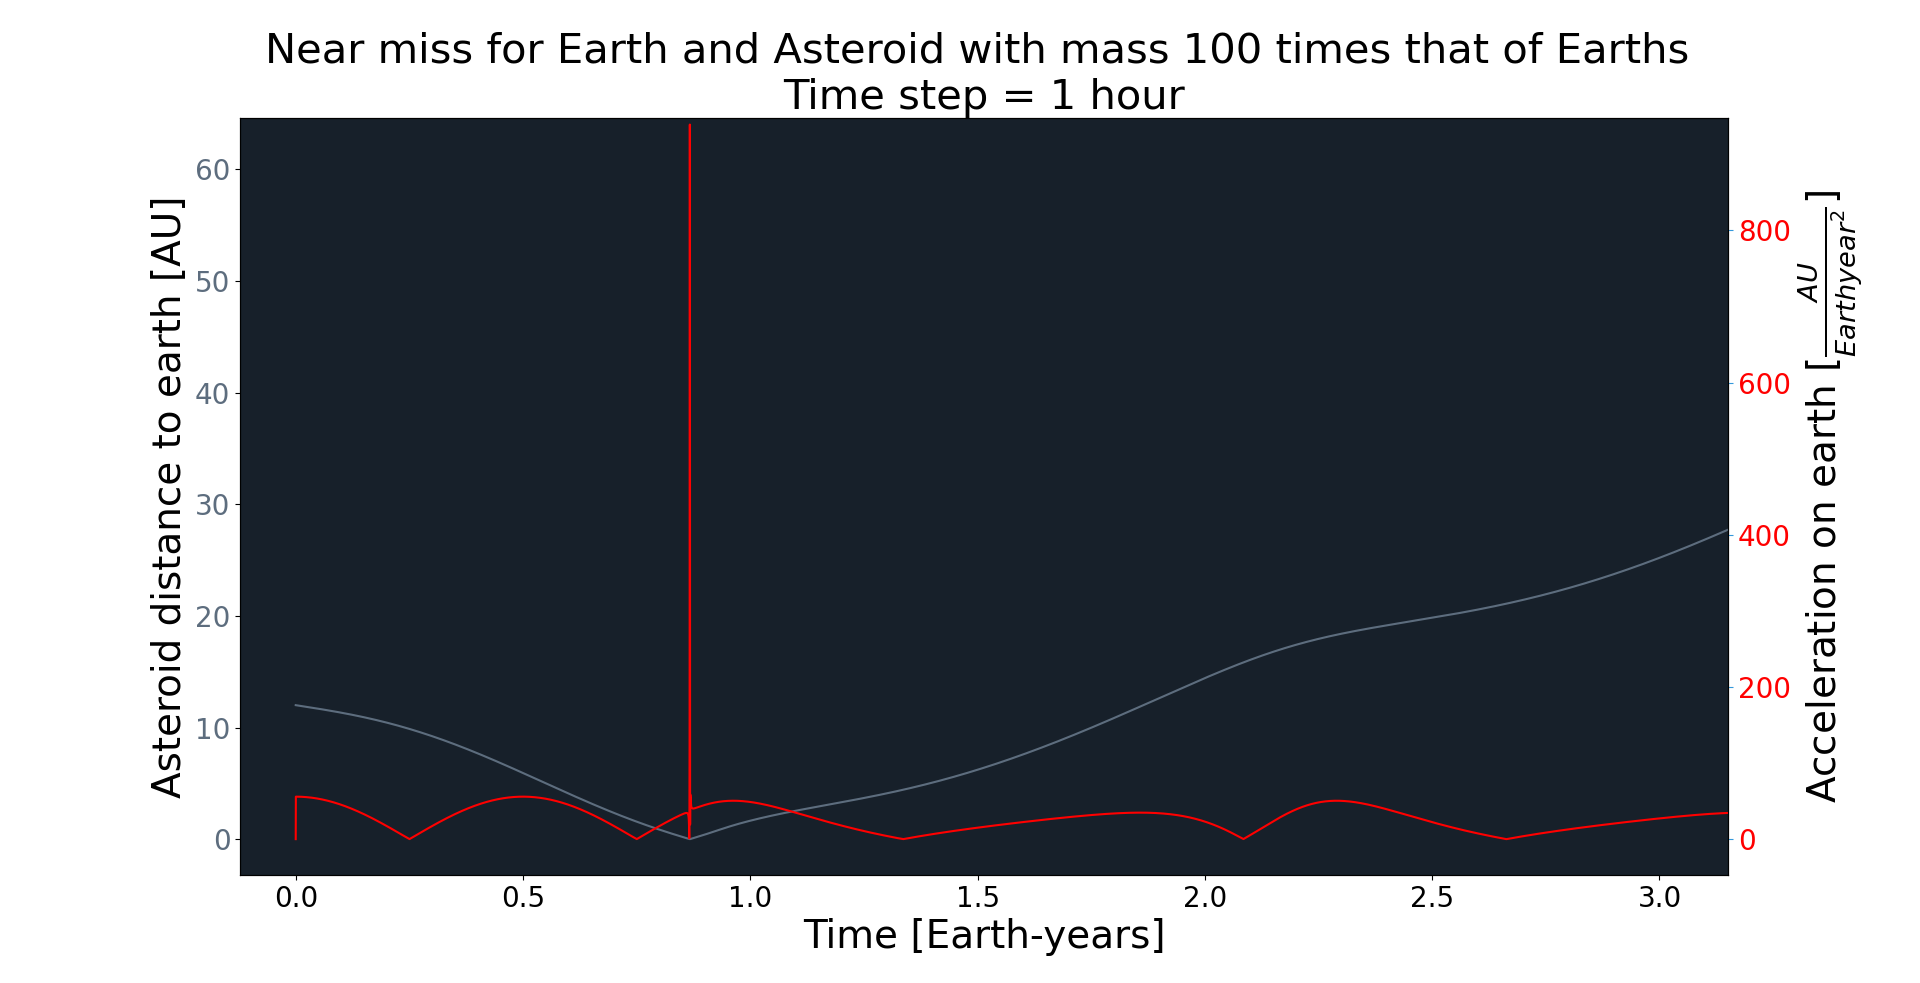 Near miss for Earth and Asteroid with mass 100 times that of Earths
Time step = 1 hour
Asteroid distance to earth [AU]
60
50
40
30
20
10
0
800
600
400
200
0
Acceleration on earth [AU/Earthyear²]
0.0 0.5 1.0 1.5 2.0 2.5 3.0
Time [Earth-years]